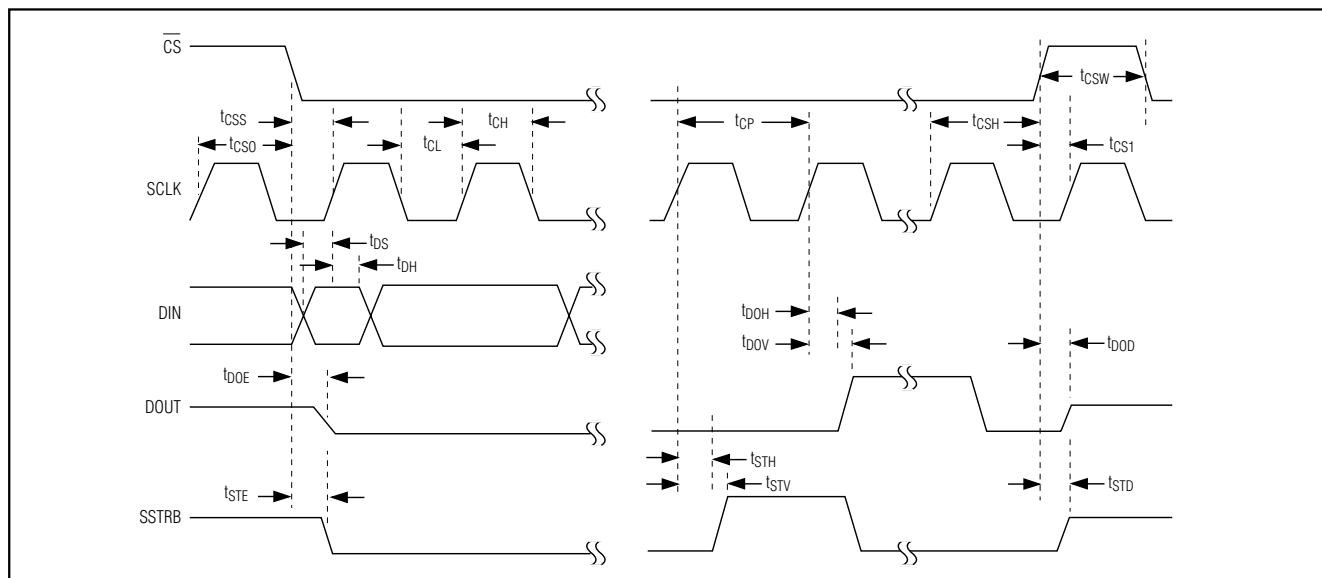 CS
tCSW
tCSS
tCH
tCP
tCSH
tCSO
tCL
tCS1
SCLK
tDS
tDH
DIN
tDOH
tDOV
tDOD
tDOE
DOUT
tSTH
tSTE
tSTV
tSTD
SSTRB